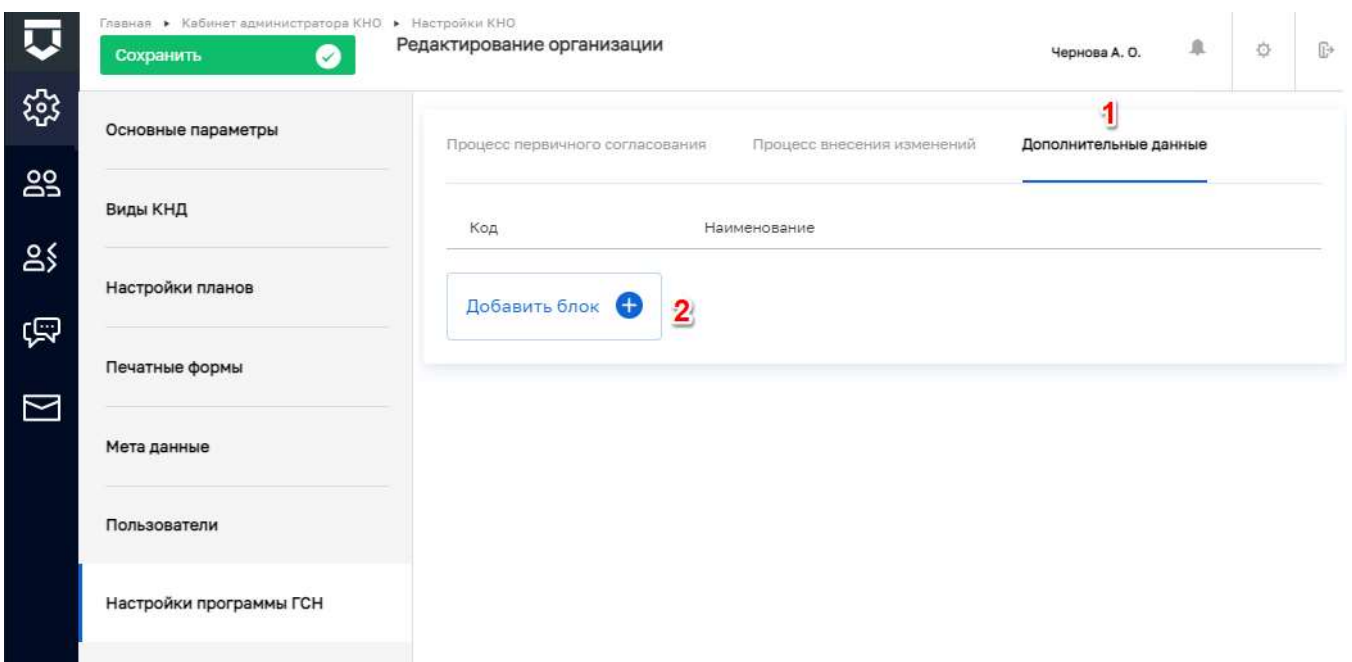 Главная ▸ Кабинет администратора КНО ▸ Настройки КНО
Сохранить
Редактирование организации
Чернова А. О.
Основные параметры
Виды КНД
Настройки планов
Печатные формы
Мета данные
Пользователи
Настройки программы ГСН
1
Процесс первичного согласования Процесс внесения изменений Дополнительные данные
Код Наименование
Добавить блок
2